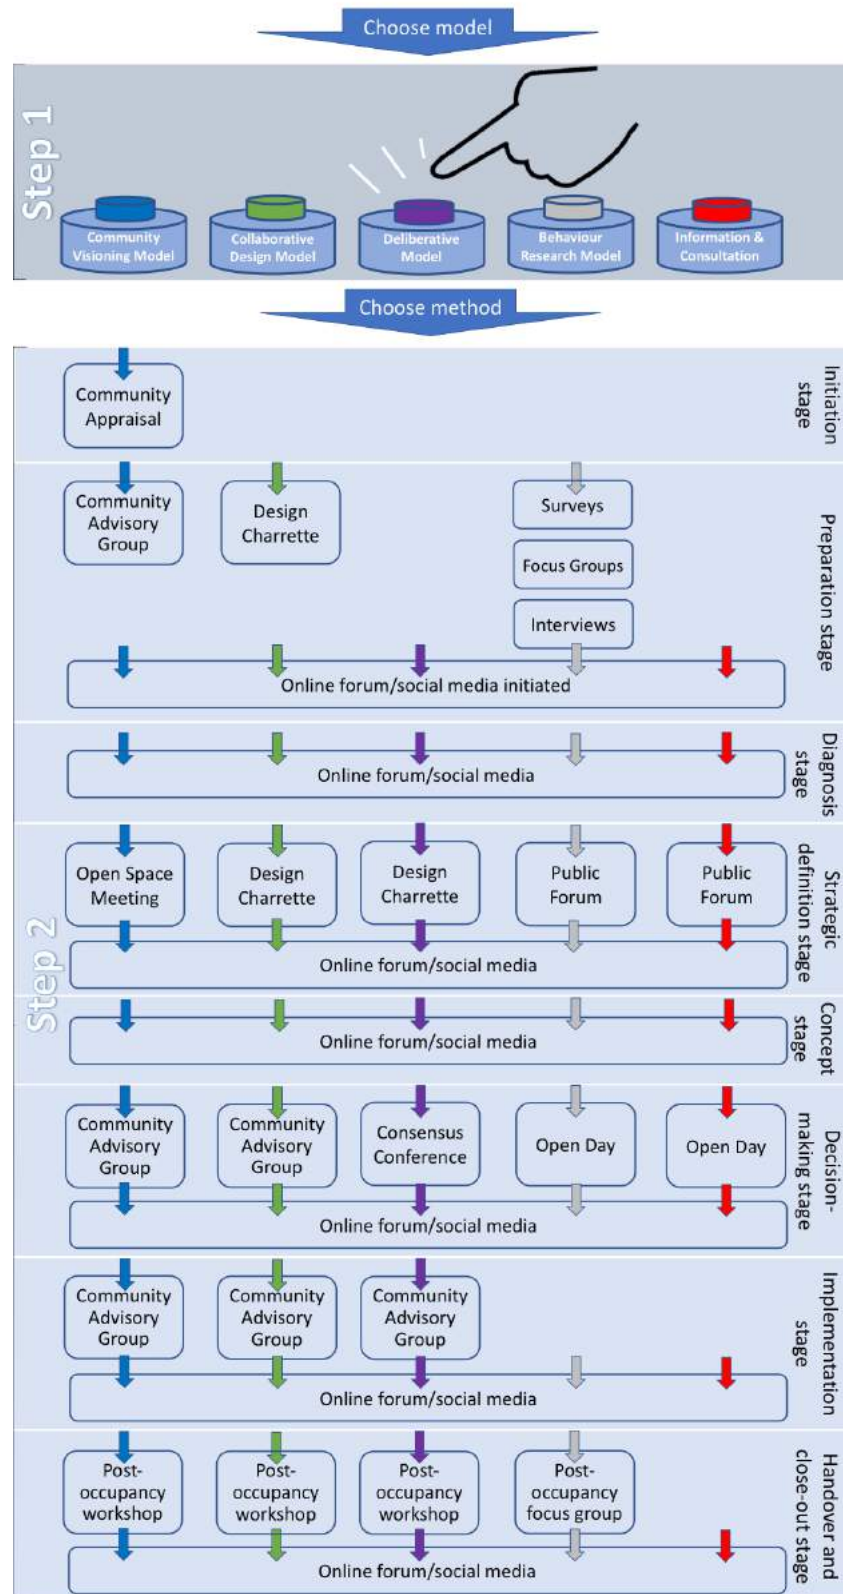 Choose model
Step 1
Community
Visioning Model
Collaborative
Design Model
Deliberative
Model
Behaviour
Research Model
Information &
Consultation
Choose method
Step 2
Initiation
stage
Community
Appraisal
Preparation stage
Community
Advisory
Group
Design
Charrette
Surveys
Focus Groups
Interviews
Online forum/social media initiated
Diagnosis
stage
Online forum/social media
Strategic
definition stage
Open Space
Meeting
Design
Charrette
Design
Charrette
Public
Forum
Public
Forum
Online forum/social media
Concept
stage
Online forum/social media
Decision-
making stage
Community
Advisory
Group
Community
Advisory
Group
Consensus
Conference
Open Day
Open Day
Online forum/social media
Implementation
stage
Community
Advisory
Group
Community
Advisory
Group
Community
Advisory
Group
Online forum/social media
Handover and
close-out stage
Post-
occupancy
workshop
Post-
occupancy
workshop
Post-
occupancy
workshop
Post-
occupancy
focus group
Online forum/social media